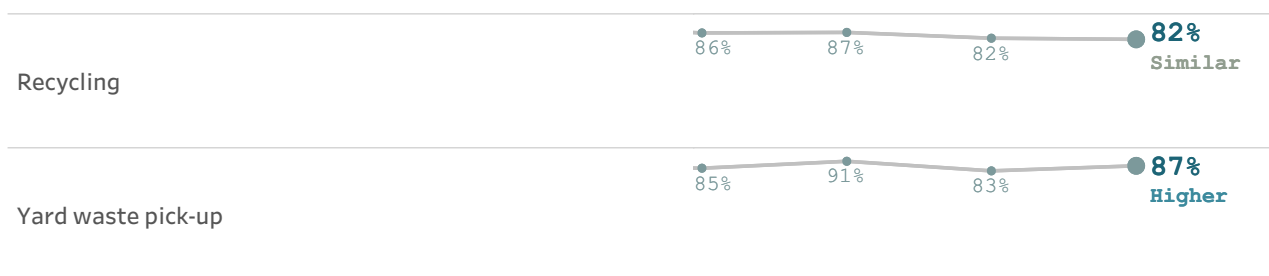 82%
86% 87% 82%
Similar
Recycling
87%
85% 91% 83%
Higher
Yard waste pick-up